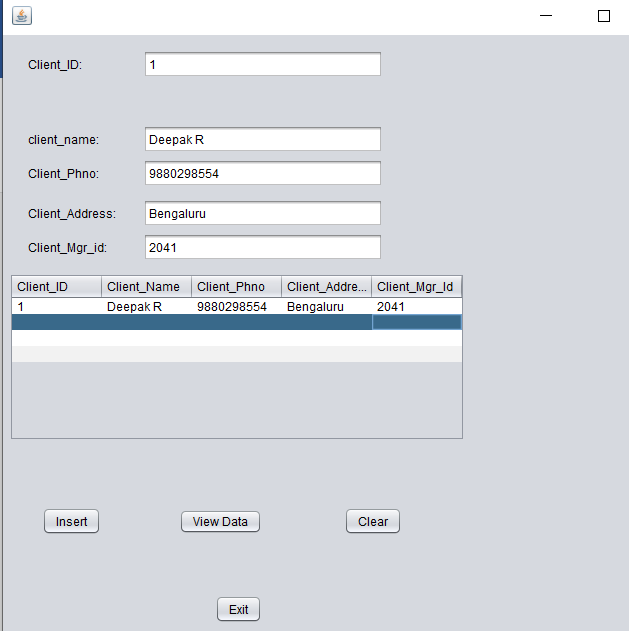 Client_ID: 1
client_name: Deepak R
Client_Phno: 9880298554
Client_Address: Bengaluru
Client_Mgr_id: 2041
Client_ID Client_Name Client_Phno Client_Addre... Client_Mgr_Id
1 Deepak R 9880298554 Bengaluru 2041
Insert View Data Clear
Exit